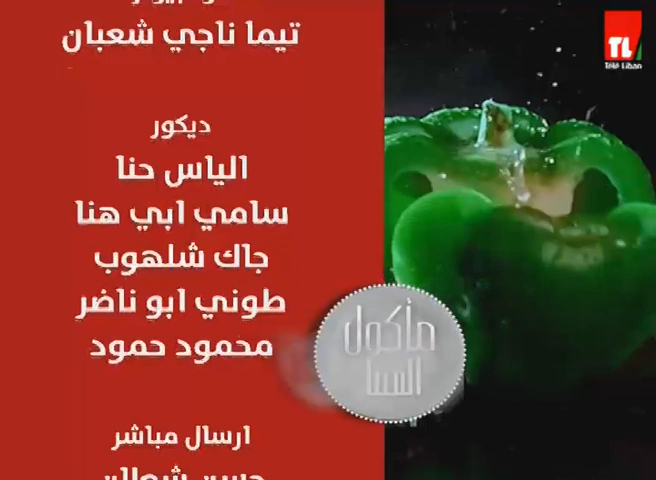 تيما ناجي شعبان
ديكور
الياس حنا
سامي ابي هنا
جاك شلهوب
طوني ابو ناضر
محمود حمود
ارسال مباشر
مأكول
الهنا
TL
Télé Liban